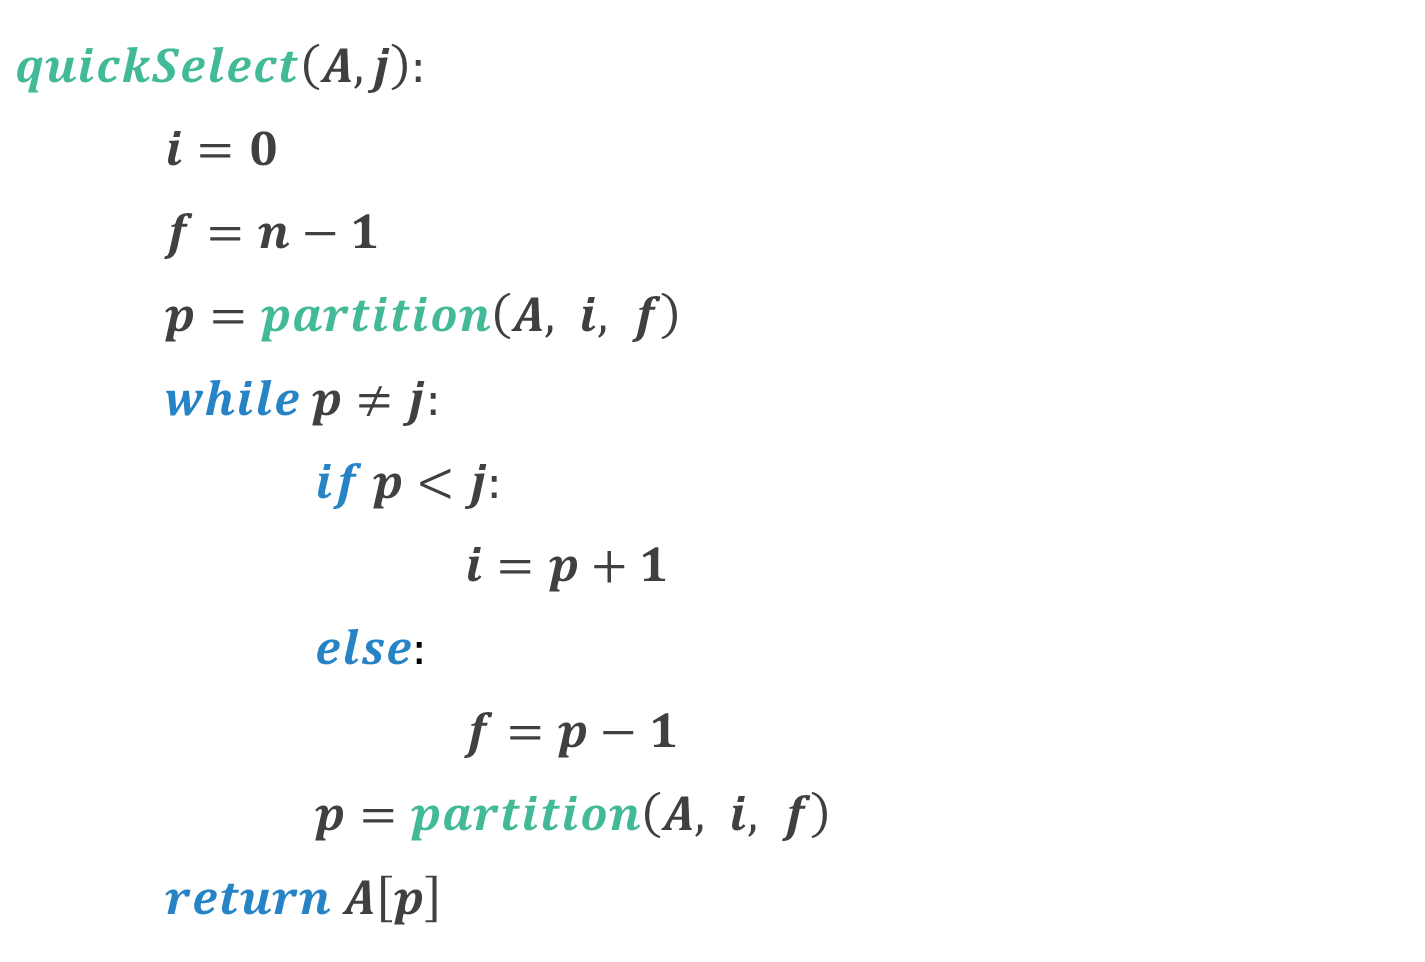 quickSelect(A, j):
i = 0
f = n − 1
p = partition(A, i, f)
while p ≠ j:
if p < j:
i = p + 1
else:
f = p − 1
p = partition(A, i, f)
return A[p]